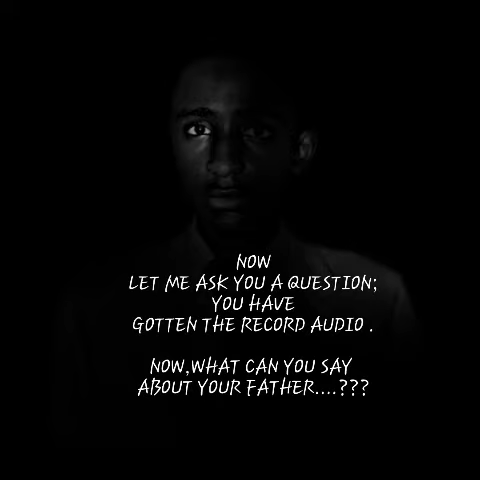 NOW
LET ME ASK YOU A QUESTION;
YOU HAVE
GOTTEN THE RECORD AUDIO .
NOW,WHAT CAN YOU SAY
ABOUT YOUR FATHER....???